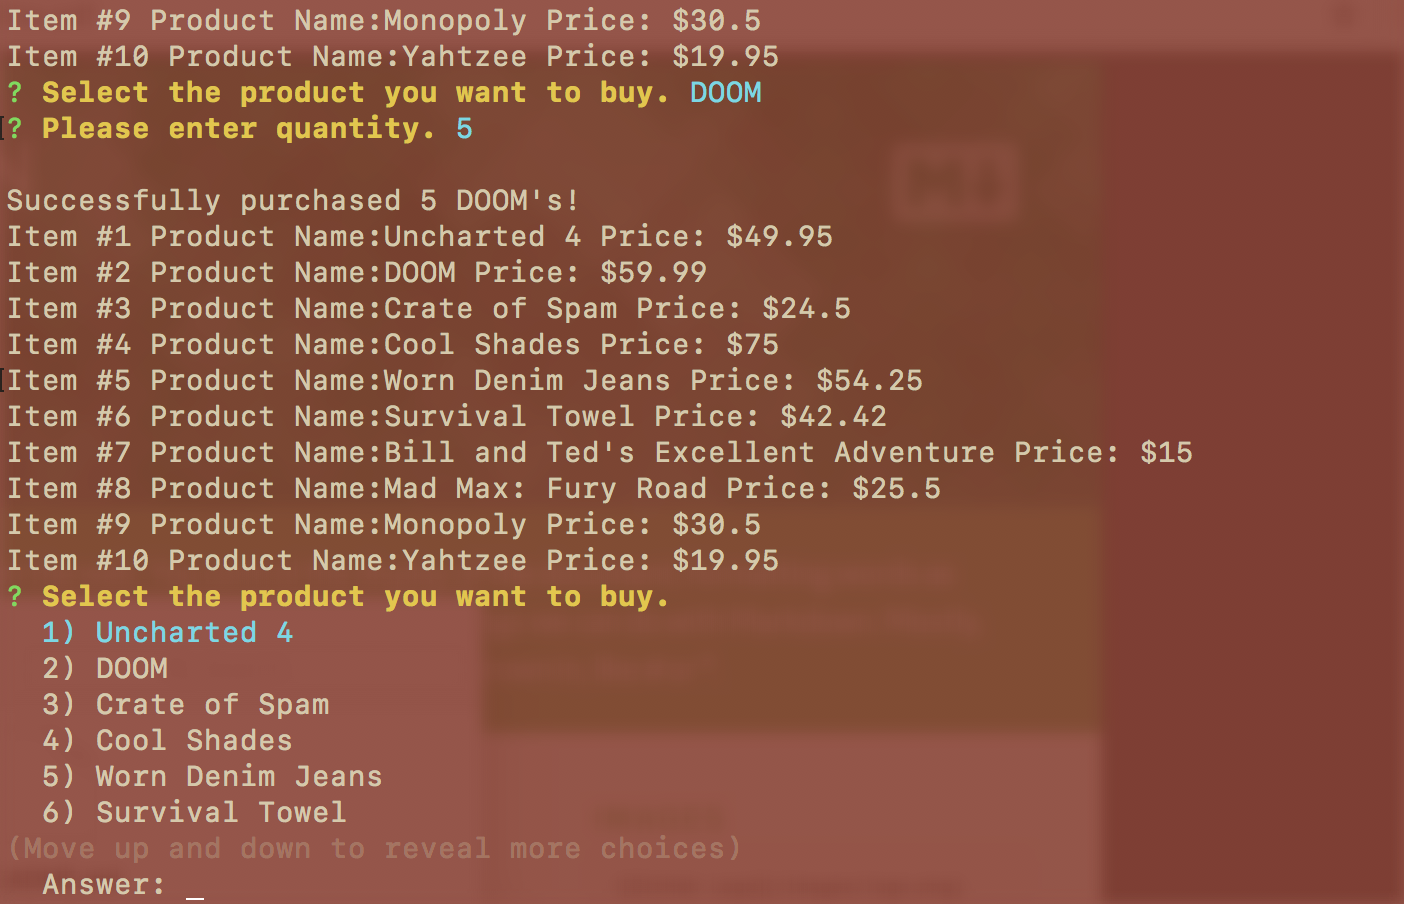 Item #9 Product Name:Monopoly Price: $30.5
Item #10 Product Name:Yahtzee Price: $19.95
? Select the product you want to buy. DOOM
? Please enter quantity. 5
Successfully purchased 5 DOOM's!
Item #1 Product Name:Uncharted 4 Price: $49.95
Item #2 Product Name:DOOM Price: $59.99
Item #3 Product Name:Crate of Spam Price: $24.5
Item #4 Product Name:Cool Shades Price: $75
Item #5 Product Name:Worn Denim Jeans Price: $54.25
Item #6 Product Name:Survival Towel Price: $42.42
Item #7 Product Name:Bill and Ted's Excellent Adventure Price: $15
Item #8 Product Name:Mad Max: Fury Road Price: $25.5
Item #9 Product Name:Monopoly Price: $30.5
Item #10 Product Name:Yahtzee Price: $19.95
? Select the product you want to buy.
1) Uncharted 4
2) DOOM
3) Crate of Spam
4) Cool Shades
5) Worn Denim Jeans
6) Survival Towel
(Move up and down to reveal more choices)
Answer: _